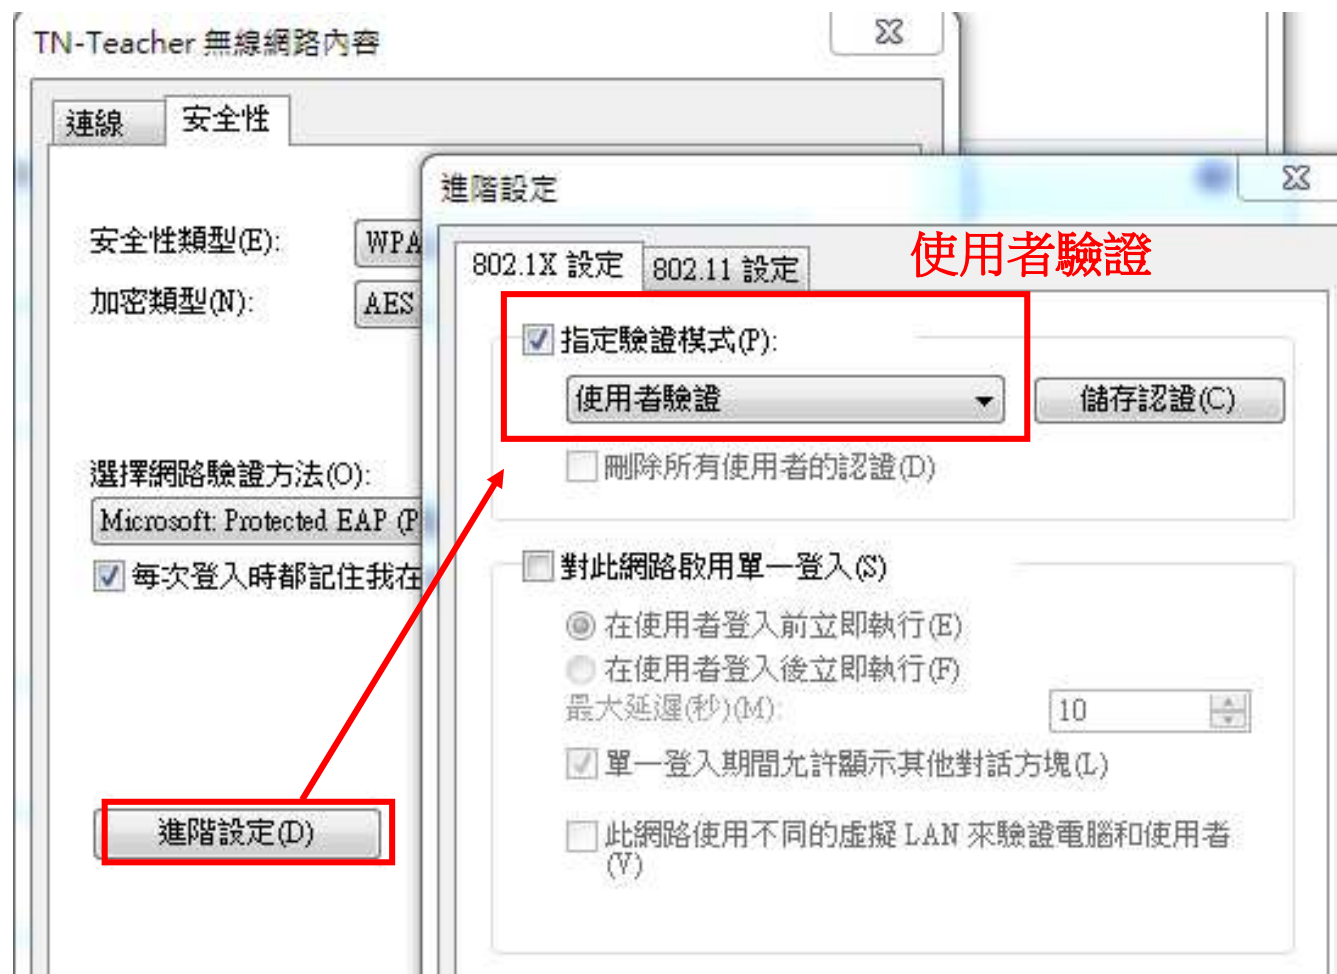 TN-Teacher 無線網路內容
連線
安全性
安全性類型(E):
WPA
加密類型(N):
AES
選擇網路驗證方法(O):
Microsoft: Protected EAP (P
每次登入時都記住我在
進階設定(D)
進階設定
802.1X 設定
802.11 設定
使用者驗證
指定驗證模式(P):
使用者驗證
儲存認證(C)
刪除所有使用者的認證(D)
對此網路啟用單一登入(S)
在使用者登入前立即執行(E)
在使用者登入後立即執行(F)
最大延遲(秒)(M):
10
單一登入期間允許顯示其他對話方塊(L)
此網路使用不同的虛擬 LAN 來驗證電腦和使用者
(V)